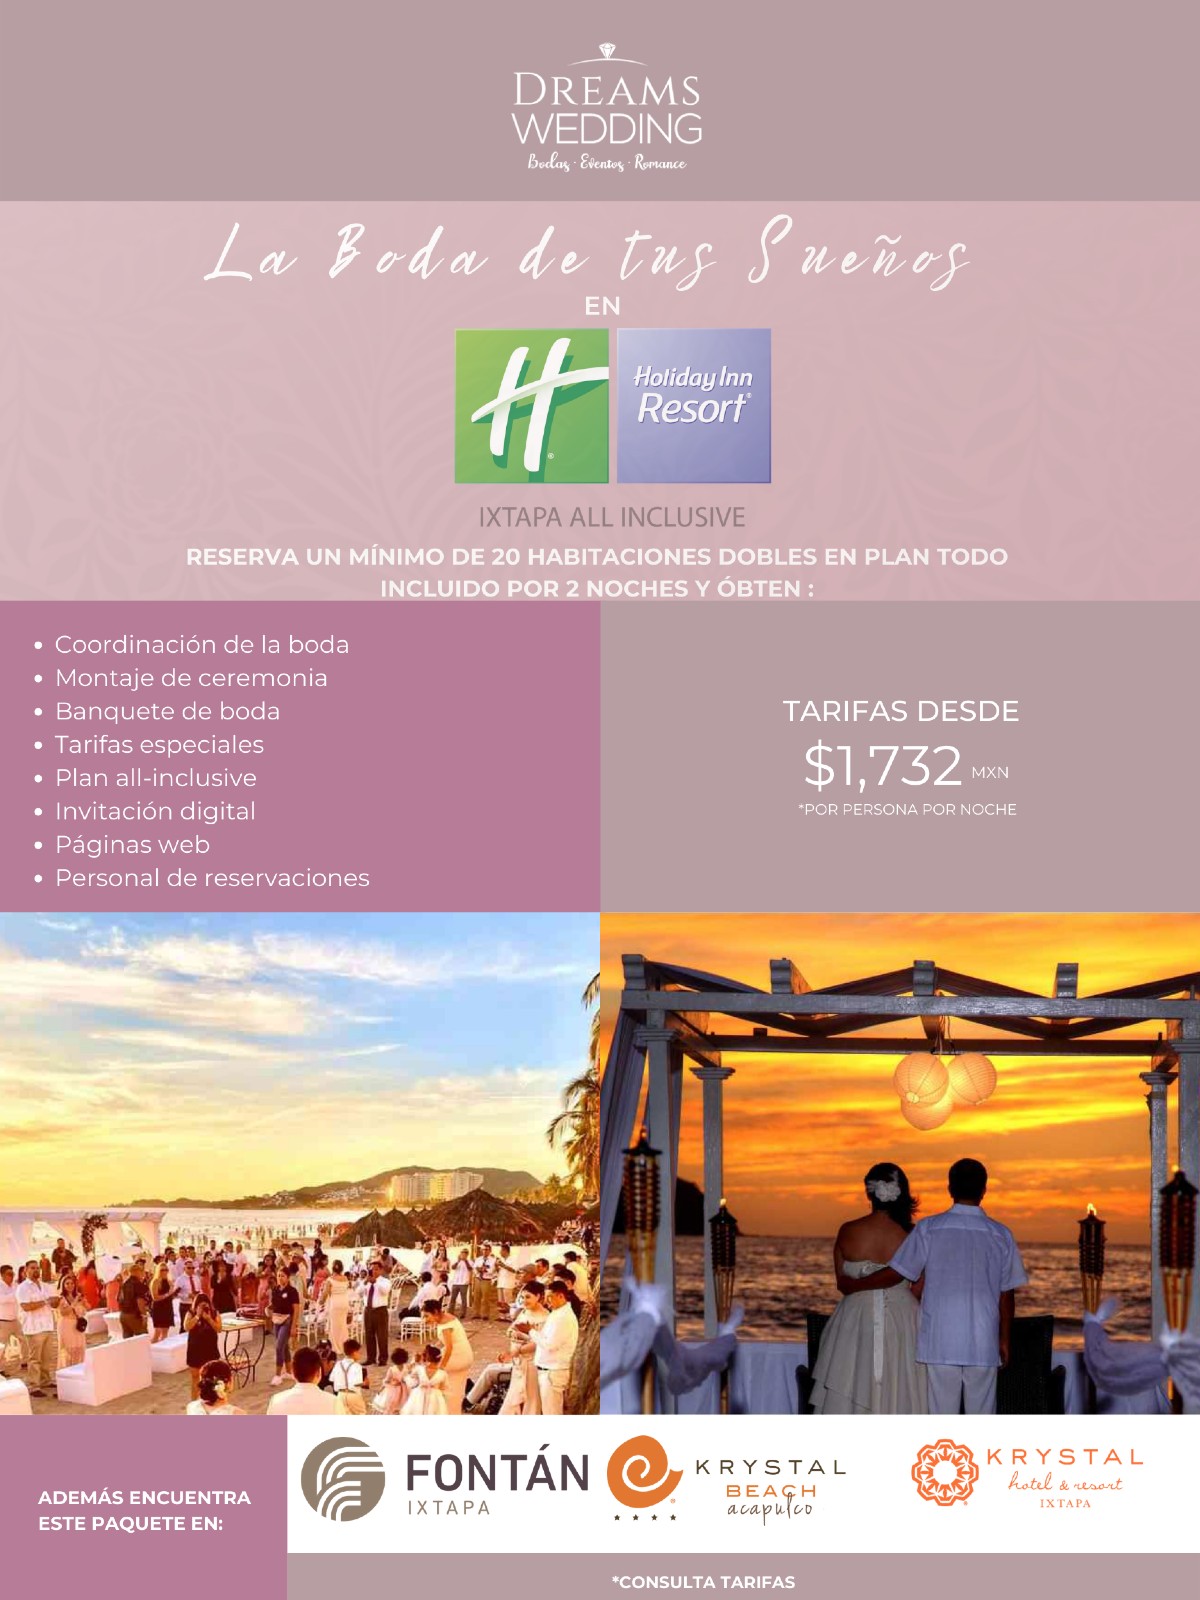 DREAMS
WEDDING
Bodas · Eventos · Romance
La Boda de tus Sueños
EN
H
Holiday Inn
Resort®
IXTAPA ALL INCLUSIVE
RESERVA UN MÍNIMO DE 20 HABITACIONES DOBLES EN PLAN TODO
INCLUIDO POR 2 NOCHES Y ÓBTEN :
• Coordinación de la boda
• Montaje de ceremonia
• Banquete de boda
• Tarifas especiales
• Plan all-inclusive
• Invitación digital
• Páginas web
• Personal de reservaciones
TARIFAS DESDE
$1,732 MXN
*POR PERSONA POR NOCHE
ADEMÁS ENCUENTRA
ESTE PAQUETE EN:
FONTÁN
IXTAPA
KRYSTAL
BEACH
acapulco
KRYSTAL
hotel & resort
IXTAPA
*CONSULTA TARIFAS